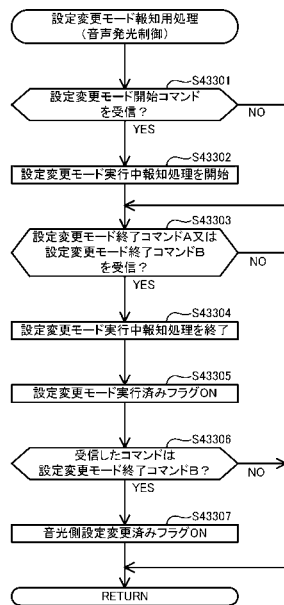 設定変更モード報知用処理
(音声発光制御)
S43301
設定変更モード開始コマンド
を受信?
NO
YES
S43302
設定変更モード実行中報知処理を開始
S43303
設定変更モード終了コマンドA又は
設定変更モード終了コマンドB
を受信?
NO
YES
S43304
設定変更モード実行中報知処理を終了
S43305
設定変更モード実行済みフラグON
S43306
受信したコマンドは
設定変更モード終了コマンドB?
NO
YES
S43307
音光側設定変更済みフラグON
RETURN